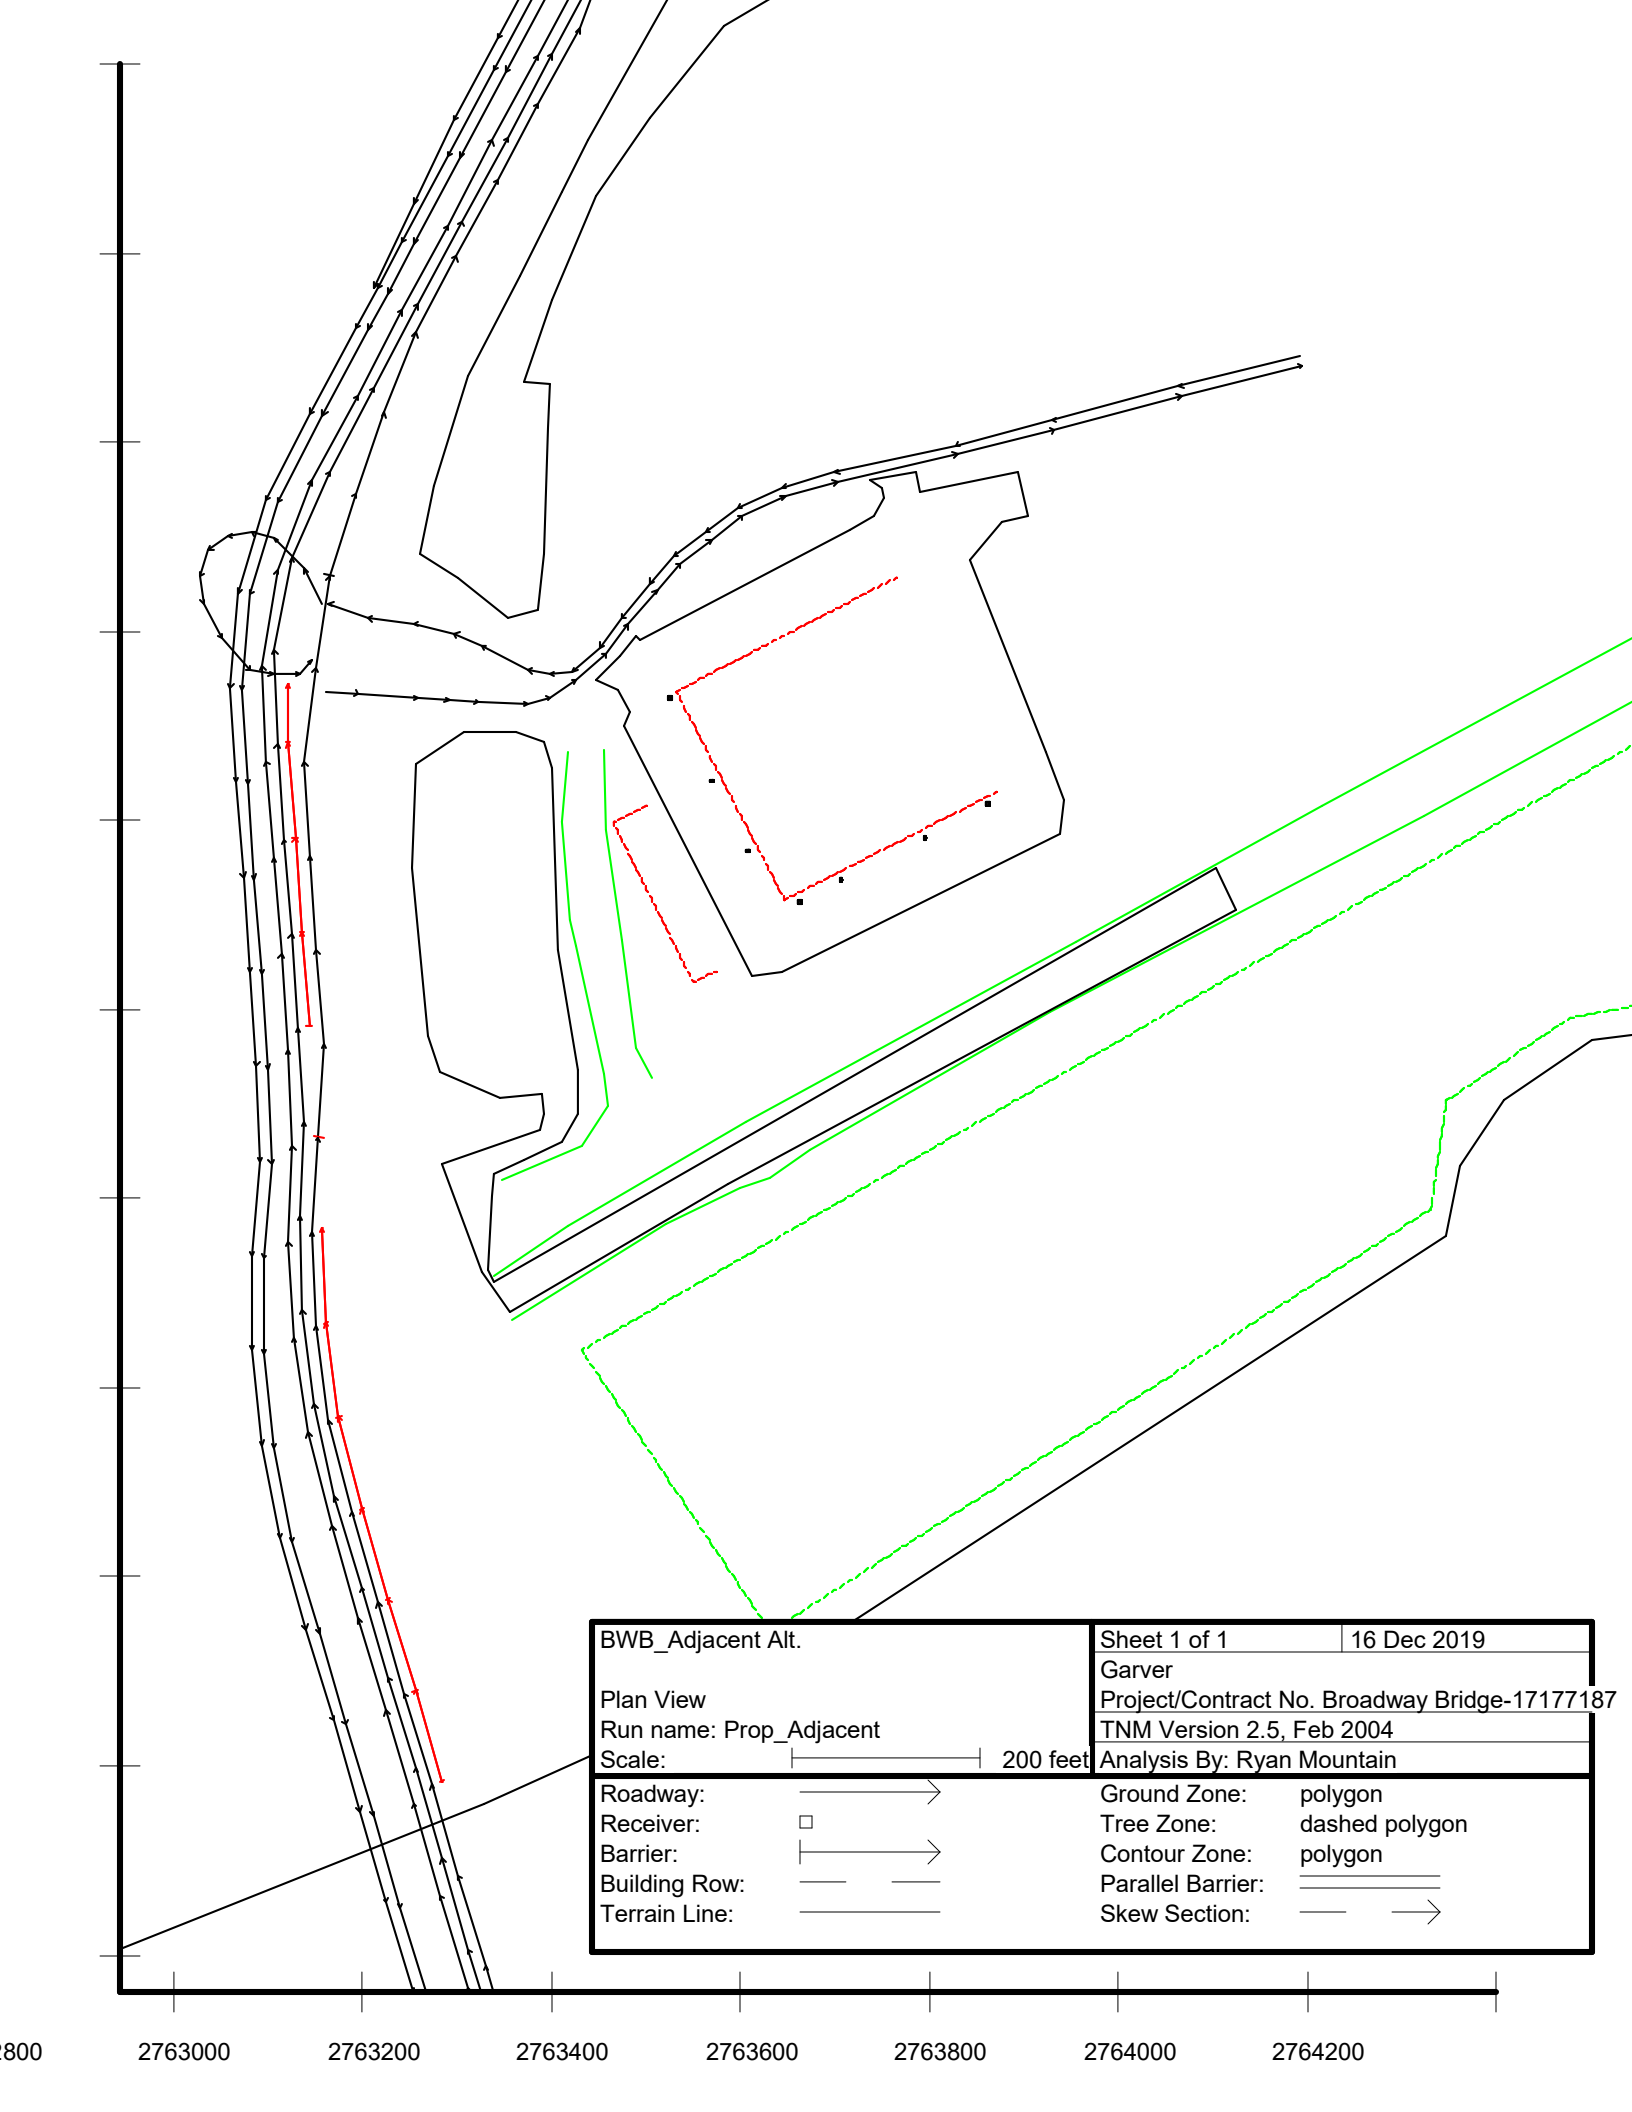 BWB_Adjacent Alt.
Sheet 1 of 1
16 Dec 2019
Garver
Plan View
Project/Contract No. Broadway Bridge-17177187
Run name: Prop_Adjacent
TNM Version 2.5, Feb 2004
Scale:
200 feet
Analysis By: Ryan Mountain
Roadway:
Ground Zone: polygon
Receiver:
Tree Zone: dashed polygon
Barrier:
Contour Zone: polygon
Building Row:
Parallel Barrier:
Terrain Line:
Skew Section:
800
2763000
2763200
2763400
2763600
2763800
2764000
2764200